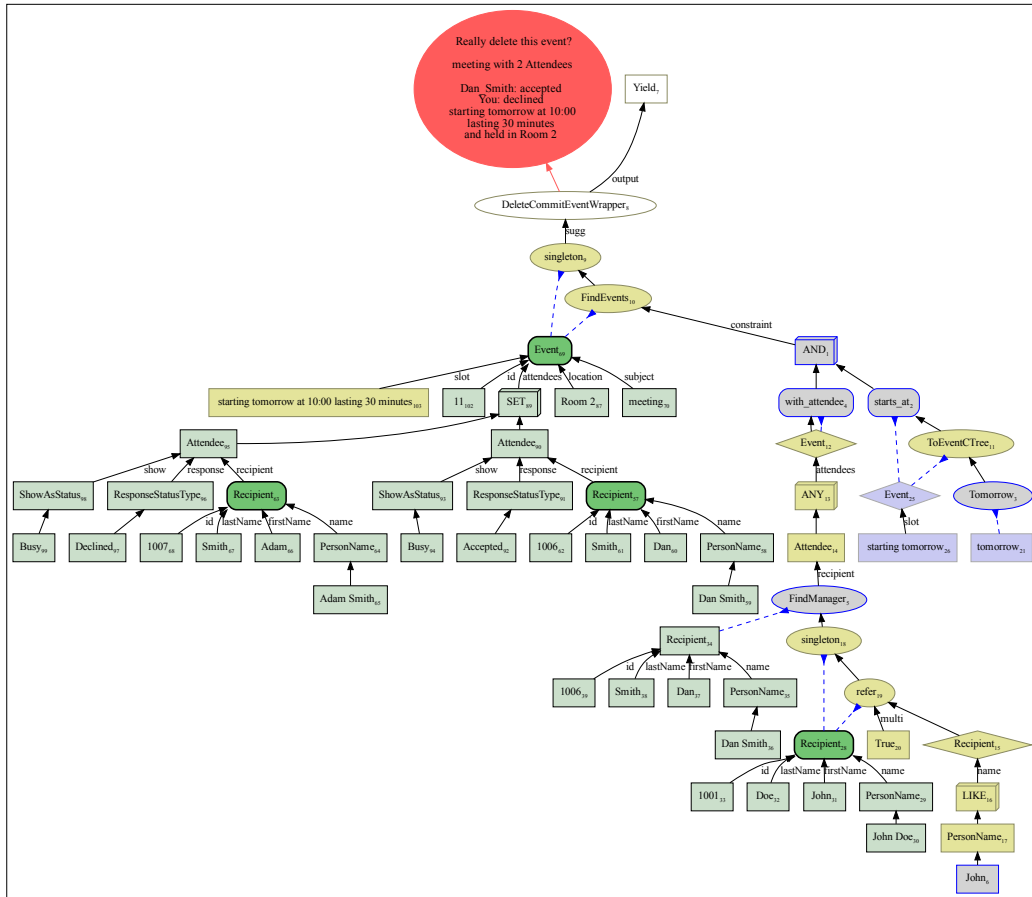 Really delete this event?
meeting with 2 Attendees
Dan_Smith: accepted
You: declined
starting tomorrow at 10:00
lasting 30 minutes
and held in Room 2
Yield7
output
DeleteCommitEventWrapper8
sugg
singleton9
FindEvents10
constraint
Event69
AND1
slot
id
attendees
location
subject
starting tomorrow at 10:00 lasting 30 minutes103
11102
SET89
Room 287
meeting70
with_attendee4
starts_at2
Attendee95
Attendee90
Event12
ToEventCTree11
show
response
recipient
show
response
recipient
attendees
ShowAsStatus98
ResponseStatusType96
Recipient63
ShowAsStatus93
ResponseStatusType91
Recipient57
ANY13
Event25
Tomorrow3
id
lastName
firstName
name
id
lastName
firstName
name
slot
Busy99
Declined97
100768
Smith67
Adam66
PersonName64
Busy94
Accepted92
100662
Smith61
Dan60
PersonName58
Attendee14
starting tomorrow26
tomorrow21
recipient
Adam Smith65
Dan Smith59
FindManager5
Recipient34
singleton18
id
lastName
firstName
name
100639
Smith38
Dan37
PersonName35
refer19
multi
Dan Smith36
Recipient28
True20
Recipient15
id
lastName
firstName
name
name
100133
Doe32
John31
PersonName29
LIKE16
John Doe30
PersonName17
John6